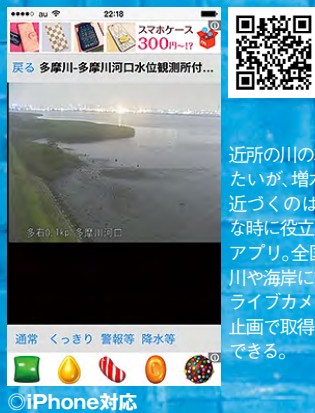 au 22:18
スマホケース
300円~!?
戻る 多摩川-多摩川河口水位観測所付...
多右0.1kp 多摩川河口
通常 くっきり 警報等 降水等
◎iPhone対応
近所の川の
たいが、増水
近づくのは
な時に役立
アプリ。全国
川や海岸に
ライブカメ
止画で取得
できる。